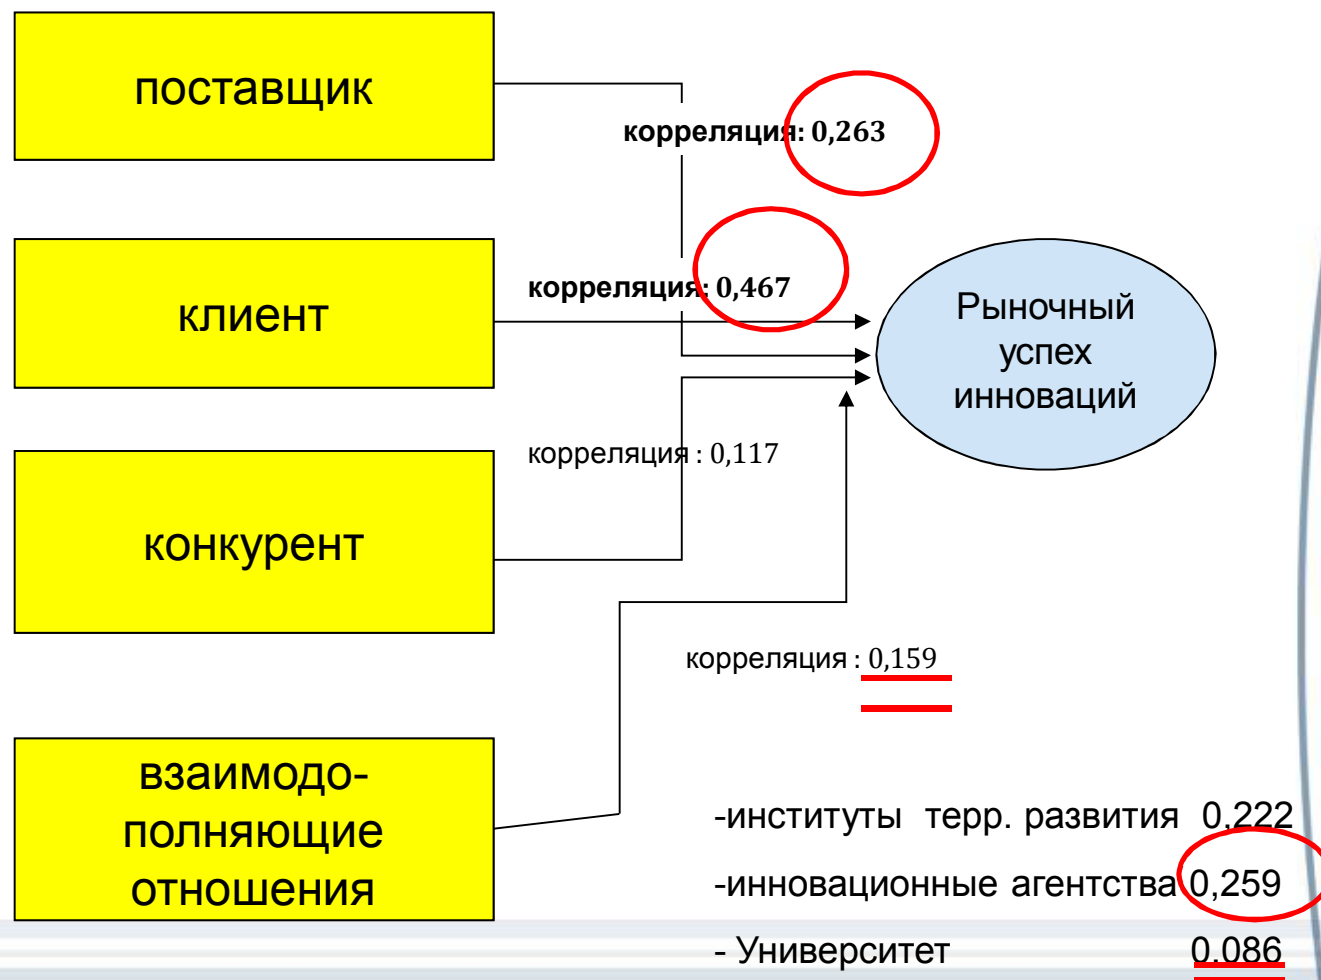 поставщик
корреляция: 0,263
клиент
корреляция: 0,467
Рыночный
успех
инноваций
корреляция : 0,117
конкурент
корреляция : 0,159
взаимодо-
полняющие
отношения
-институты терр. развития 0,222
-инновационные агентства 0,259
- Университет 0,086